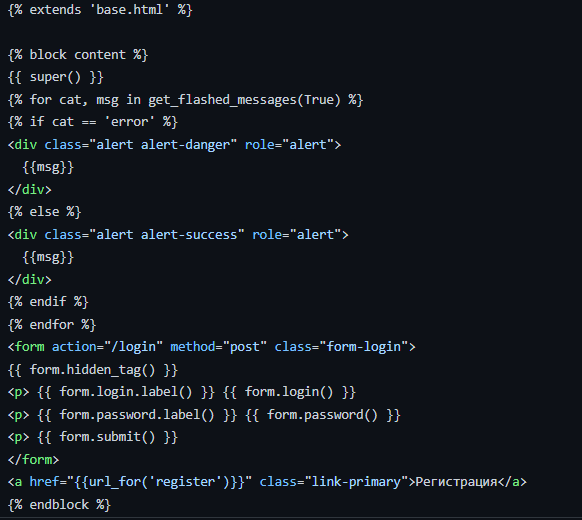 {% extends 'base.html' %}

{% block content %}
{{ super() }}
{% for cat, msg in get_flashed_messages(True) %}
{% if cat == 'error' %}
<div class="alert alert-danger" role="alert">
  {{msg}}
</div>
{% else %}
<div class="alert alert-success" role="alert">
  {{msg}}
</div>
{% endif %}
{% endfor %}
<form action="/login" method="post" class="form-login">
{{ form.hidden_tag() }}
<p> {{ form.login.label() }} {{ form.login() }}
<p> {{ form.password.label() }} {{ form.password() }}
<p> {{ form.submit() }}
</form>
<a href="{{url_for('register')}}" class="link-primary">Регистрация</a>
{% endblock %}